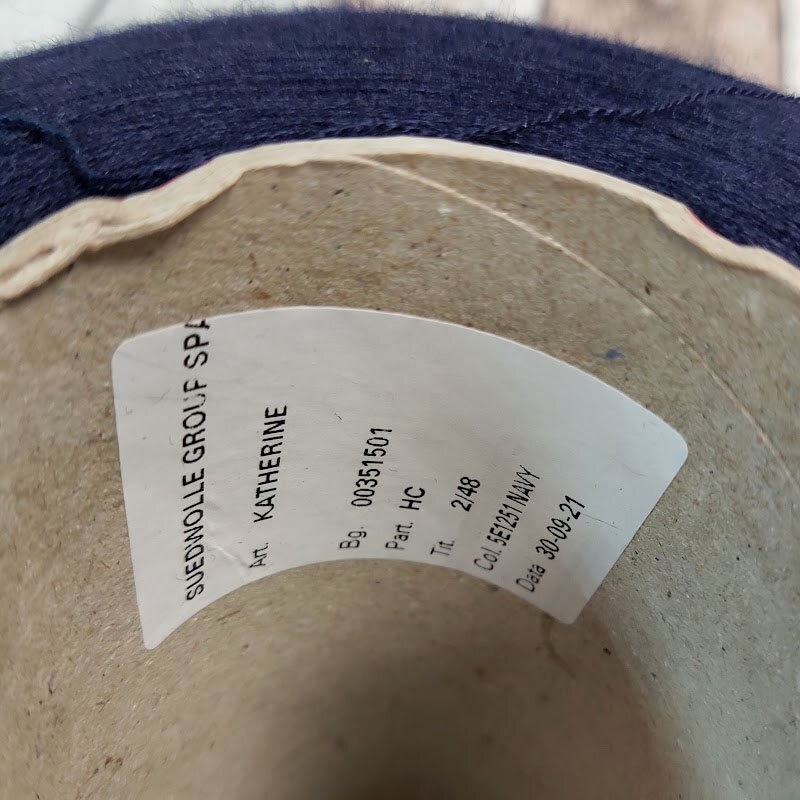 SUEDWOLLE GROUP SPA
Art. KATHERINE
Bg. 00351501
Part. HC
Tit. 2/48
Col. 5E1251 NAVY
Data 30-09-21